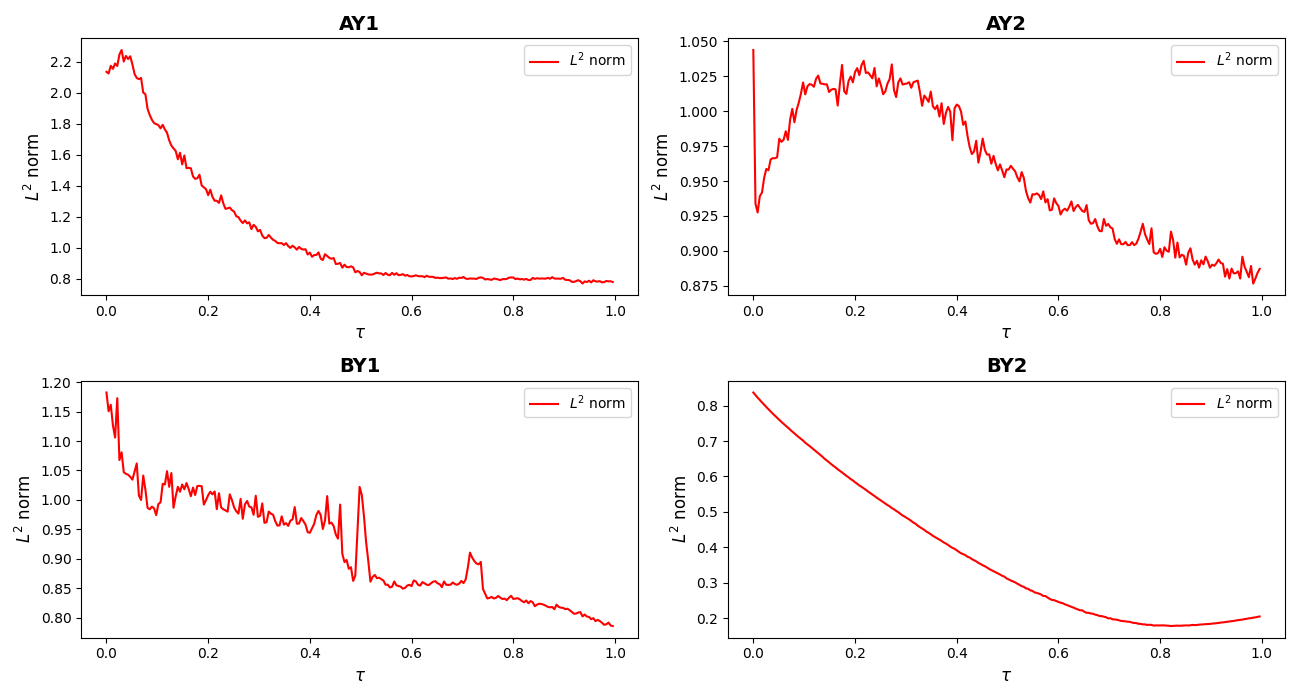 AY1
L² norm
2.2
2.0
1.8
1.6
1.4
1.2
1.0
0.8
L² norm
0.0 0.2 0.4 0.6 0.8 1.0
τ
AY2
L² norm
1.050
1.025
1.000
0.975
0.950
0.925
0.900
0.875
L² norm
0.0 0.2 0.4 0.6 0.8 1.0
τ
BY1
L² norm
1.20
1.15
1.10
1.05
1.00
0.95
0.90
0.85
0.80
L² norm
0.0 0.2 0.4 0.6 0.8 1.0
τ
BY2
L² norm
0.8
0.7
0.6
0.5
0.4
0.3
0.2
L² norm
0.0 0.2 0.4 0.6 0.8 1.0
τ